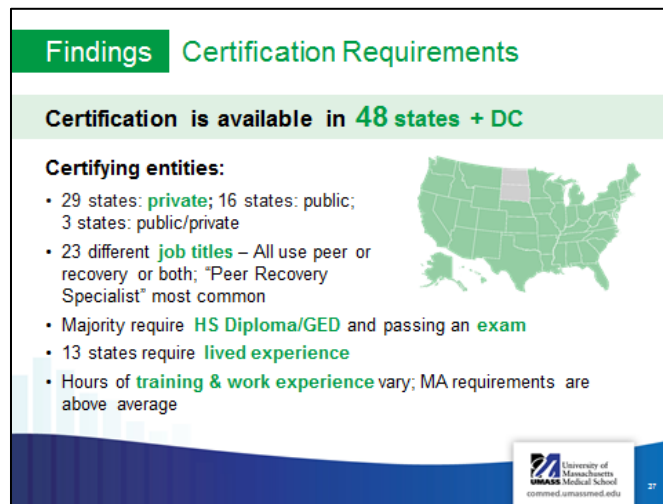 Findings Certification Requirements
Certification is available in 48 states + DC
Certifying entities:
• 29 states: private; 16 states: public;
3 states: public/private
• 23 different job titles – All use peer or
recovery or both; “Peer Recovery
Specialist” most common
• Majority require HS Diploma/GED and passing an exam
• 13 states require lived experience
• Hours of training & work experience vary; MA requirements are
above average
University of
Massachusetts
UMASS Medical School
commed.umassmed.edu
27